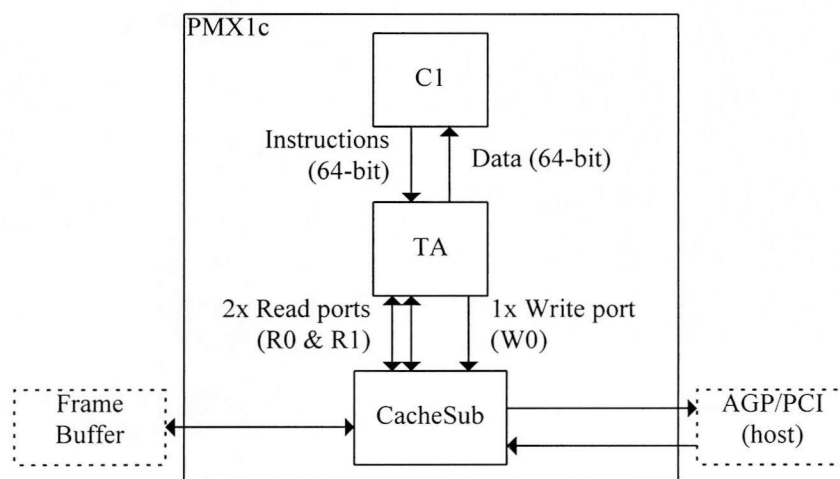 PMX1c
C1
Instructions
(64-bit)
Data (64-bit)
TA
2x Read ports
(R0 & R1)
1x Write port
(W0)
Frame
Buffer
CacheSub
AGP/PCI
(host)